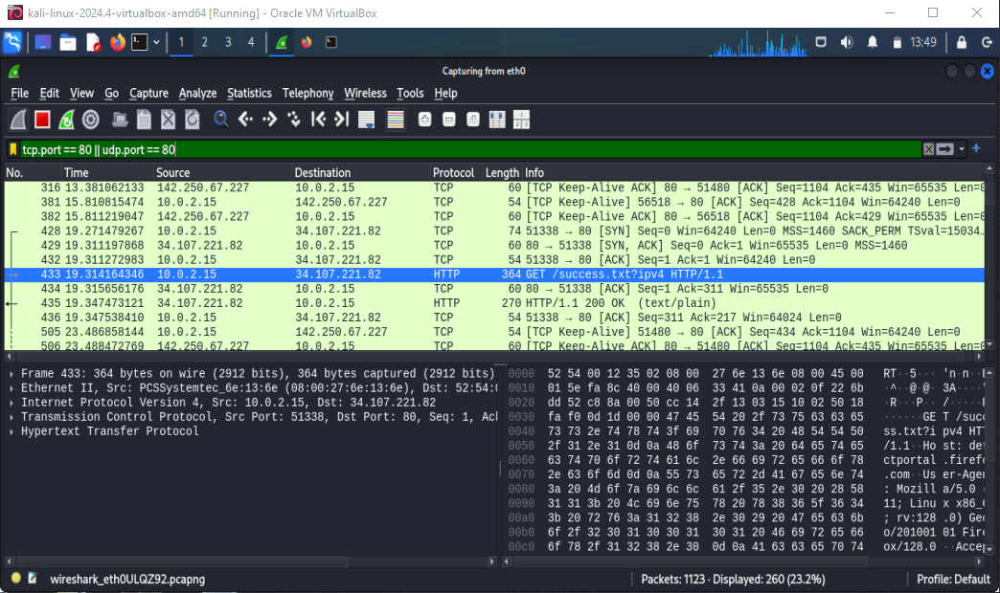 kali-linux-2024.4-virtualbox-amd64 [Running] - Oracle VM VirtualBox
1 2 3 4 13:49
Capturing from eth0
File Edit View Go Capture Analyze Statistics Telephony Wireless Tools Help
tcp.port == 80 || udp.port == 80
No. Time Source Destination Protocol Length Info
316 13.381062133 142.250.67.227 10.0.2.15 TCP 60 [TCP Keep-Alive ACK] 80 → 51480 [ACK] Seq=1104 Ack=435 Win=65535 Len=0
381 15.810815474 10.0.2.15 142.250.67.227 TCP 54 [TCP Keep-Alive] 56518 → 80 [ACK] Seq=428 Ack=1104 Win=64240 Len=0
382 15.811219047 142.250.67.227 10.0.2.15 TCP 60 [TCP Keep-Alive ACK] 80 → 56518 [ACK] Seq=1104 Ack=429 Win=65535 Len=0
428 19.271479267 10.0.2.15 34.107.221.82 TCP 74 51338 → 80 [SYN] Seq=0 Win=64240 Len=0 MSS=1460 SACK_PERM TSval=15034…
429 19.311197868 34.107.221.82 10.0.2.15 TCP 60 80 → 51338 [SYN, ACK] Seq=0 Ack=1 Win=65535 Len=0 MSS=1460
432 19.311272983 10.0.2.15 34.107.221.82 TCP 54 51338 → 80 [ACK] Seq=1 Ack=1 Win=64240 Len=0
433 19.314164346 10.0.2.15 34.107.221.82 HTTP 364 GET /success.txt?ipv4 HTTP/1.1
434 19.315656176 34.107.221.82 10.0.2.15 TCP 60 80 → 51338 [ACK] Seq=1 Ack=311 Win=65535 Len=0
435 19.347473121 34.107.221.82 10.0.2.15 HTTP 270 HTTP/1.1 200 OK (text/plain)
436 19.347538410 10.0.2.15 34.107.221.82 TCP 54 51338 → 80 [ACK] Seq=311 Ack=217 Win=64024 Len=0
505 23.486858144 10.0.2.15 142.250.67.227 TCP 54 [TCP Keep-Alive] 51480 → 80 [ACK] Seq=434 Ack=1104 Win=64240 Len=0
506 23.488472769 142.250.67.227 10.0.2.15 TCP 60 [TCP Keep-Alive ACK] 80 → 51480 [ACK] Seq=1104 Ack=435 Win=65535 Len=0
Frame 433: 364 bytes on wire (2912 bits), 364 bytes captured (2912 bits)
Ethernet II, Src: PCSSystemtec_6e:13:6e (08:00:27:6e:13:6e), Dst: 52:54:0
Internet Protocol Version 4, Src: 10.0.2.15, Dst: 34.107.221.82
Transmission Control Protocol, Src Port: 51338, Dst Port: 80, Seq: 1, Ack
Hypertext Transfer Protocol
0000 52 54 00 12 35 02 08 00 27 6e 13 6e 08 00 45 00 RT··5··· 'n·n··
0010 01 5e fa 8c 40 00 40 06 33 41 0a 00 02 0f 22 6b ·^··@·@· 3A····"
0020 dd 52 c8 8a 00 50 cc 14 2f 13 03 15 10 02 50 18 ·R···P·· /·····
0030 fa f0 0d 1d 00 00 47 45 54 20 2f 73 75 63 63 65 ······GE T /suc
0040 73 73 2e 74 78 74 3f 69 70 76 34 20 48 54 54 50 ss.txt?i pv4 HT
0050 2f 31 2e 31 0d 0a 48 6f 73 74 3a 20 64 65 74 65 /1.1··Ho st: de
0060 63 74 70 6f 72 74 61 6c 2e 66 69 72 65 66 6f 78 ctportal .firef
0070 2e 63 6f 6d 0d 0a 55 73 65 72 2d 41 67 65 6e 74 .com··Us er-Age
0080 3a 20 4d 6f 7a 69 6c 6c 61 2f 35 2e 30 20 28 58 : Mozill a/5.0
0090 31 31 3b 20 4c 69 6e 75 78 20 78 38 36 5f 36 34 11; Linu x x86_
00a0 3b 20 72 76 3a 31 32 38 2e 30 29 20 47 65 63 6b ; rv:128 .0) Gec
00b0 6f 2f 32 30 31 30 30 31 30 31 20 46 69 72 65 66 o/201001 01 Fire
00c0 6f 78 2f 31 32 38 2e 30 0d 0a 41 63 63 65 70 74 ox/128.0 ··Acce
wireshark_eth0ULQZ92.pcapng Packets: 1123 · Displayed: 260 (23.2%) Profile: Default